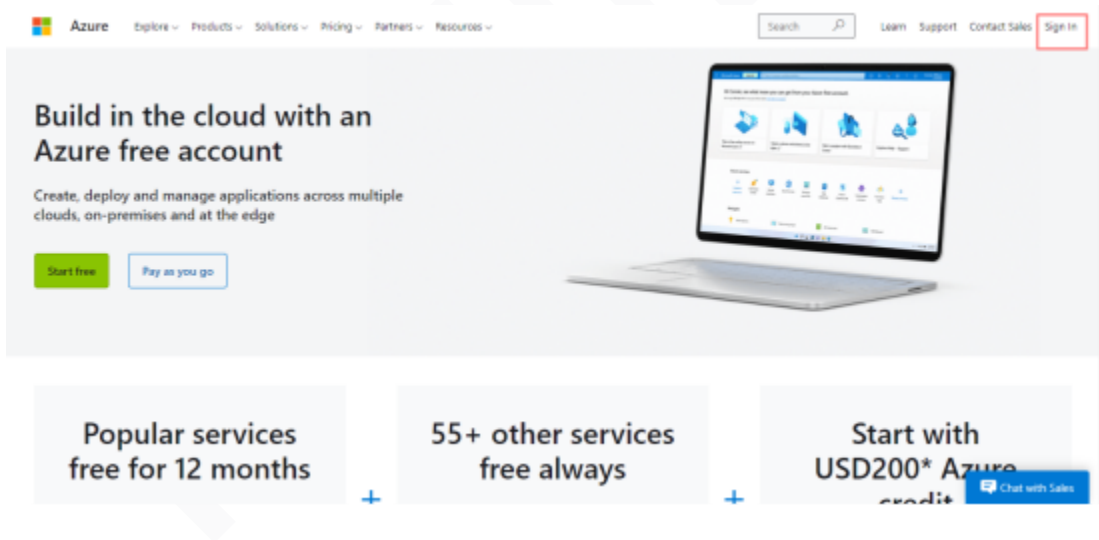 Azure Explore Products Solutions Pricing Partners Resources Search Learn Support Contact Sales Sign In
Build in the cloud with an
Azure free account
Create, deploy and manage applications across multiple
clouds, on-premises and at the edge
Start free Pay as you go
Popular services
free for 12 months
+
55+ other services
free always
+
Start with
USD200* Azure
credit
Chat with Sales